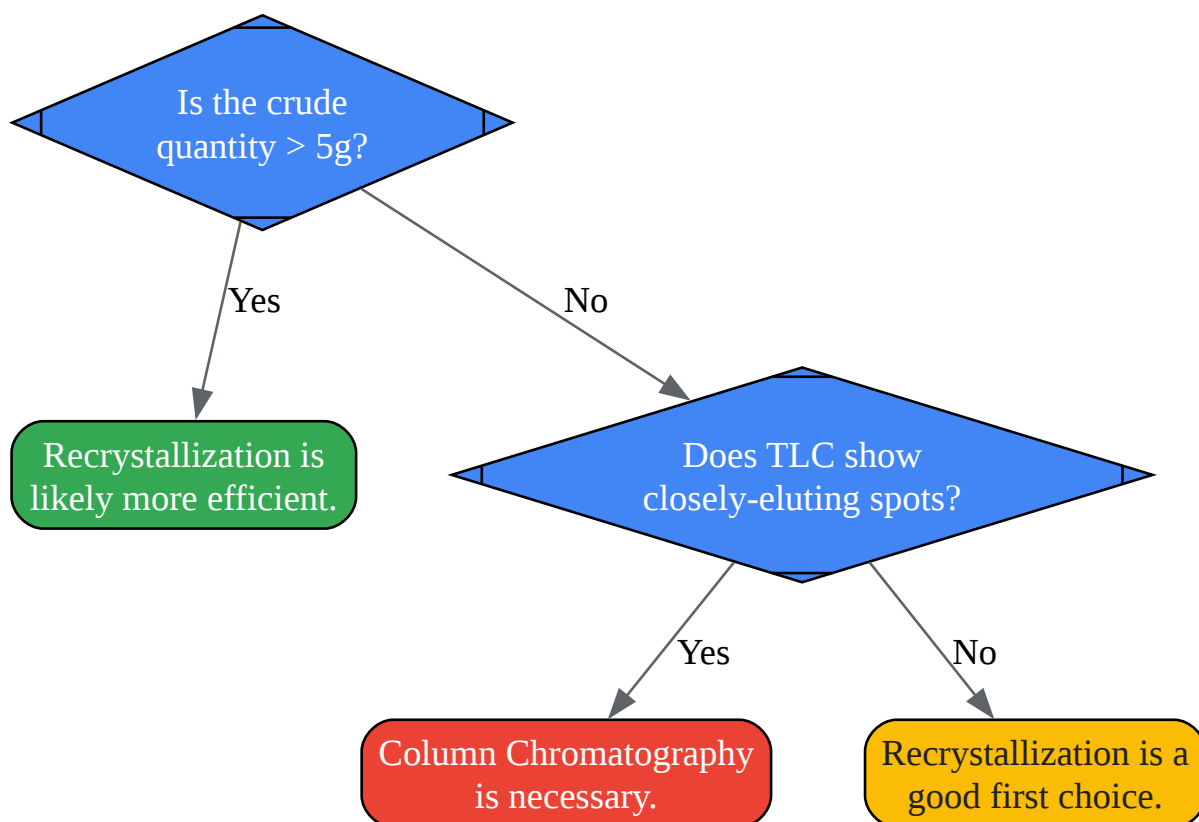 Is the crude
quantity > 5g?
Yes
No
Recrystallization is
likely more efficient.
Does TLC show
closely-eluting spots?
Yes
No
Column Chromatography
is necessary.
Recrystallization is a
good first choice.